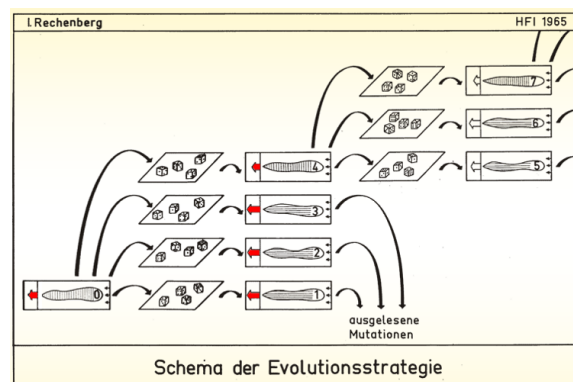 I. Rechenberg
HFI 1965
7
6
4
5
3
2
0
1
ausgelesene
Mutationen
Schema der Evolutionsstrategie